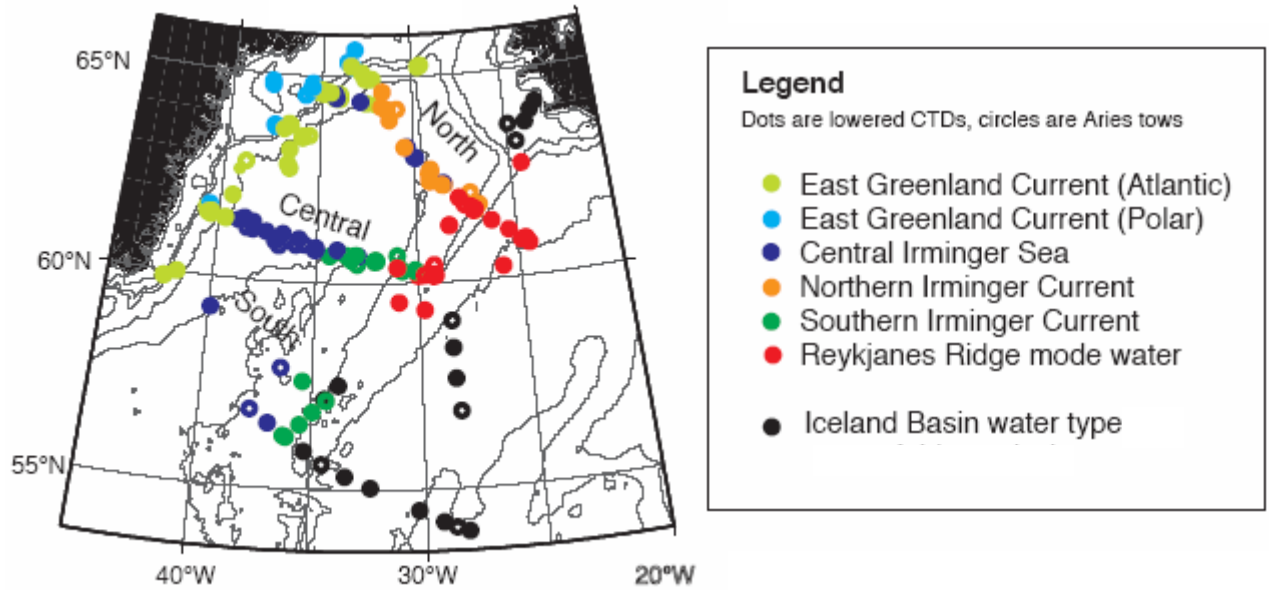 65°N
North
Central
60°N
South
55°N
40°W
30°W
20°W
Legend
Dots are lowered CTDs, circles are Aries tows
East Greenland Current (Atlantic)
East Greenland Current (Polar)
Central Irminger Sea
Northern Irminger Current
Southern Irminger Current
Reykjanes Ridge mode water
Iceland Basin water type